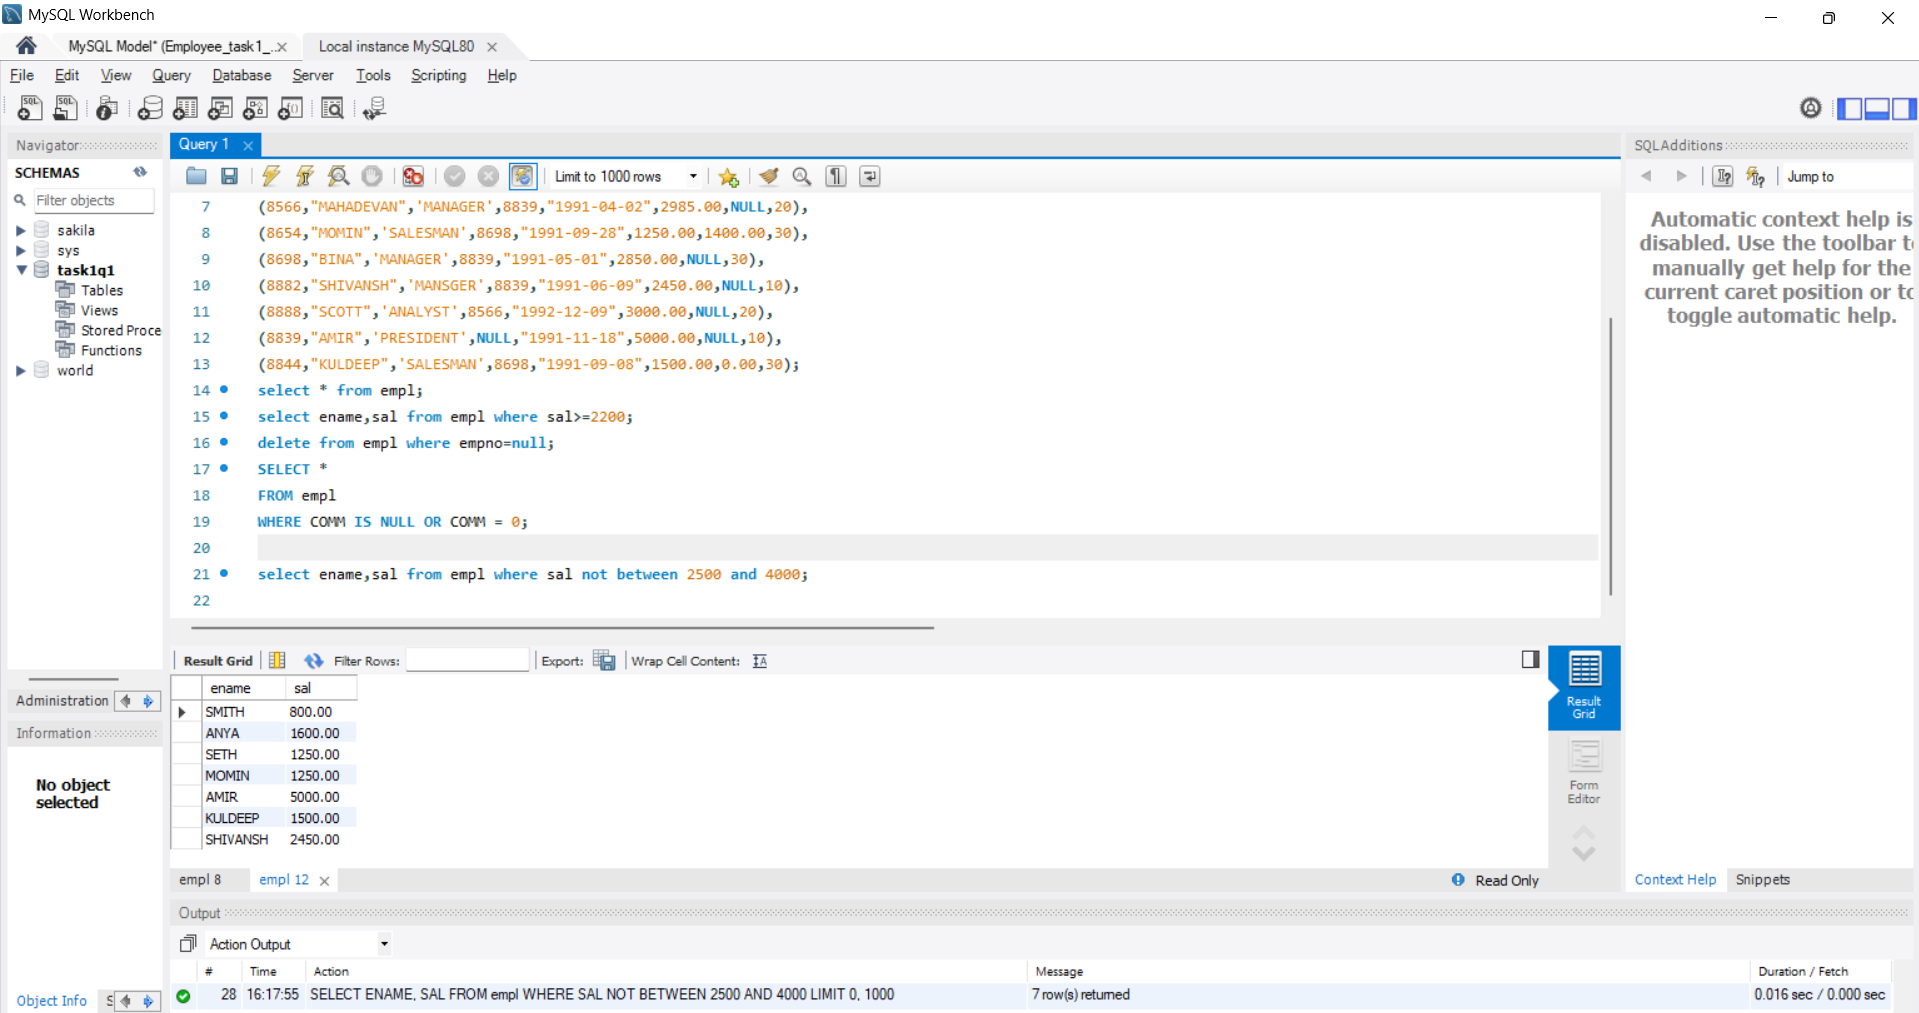 MySQL Workbench
MySQL Model* (Employee_task1_...
Local instance MySQL80
File Edit View Query Database Server Tools Scripting Help
Navigator
SCHEMAS
Filter objects
sakila
sys
task1q1
Tables
Views
Stored Proce
Functions
world
Administration
Information
No object
selected
Object Info S
Query 1
Limit to 1000 rows
7 (8566,"MAHADEVAN",'MANAGER',8839,"1991-04-02",2985.00,NULL,20),
8 (8654,"MOMIN",'SALESMAN',8698,"1991-09-28",1250.00,1400.00,30),
9 (8698,"BINA",'MANAGER',8839,"1991-05-01",2850.00,NULL,30),
10 (8882,"SHIVANSH",'MANSGER',8839,"1991-06-09",2450.00,NULL,10),
11 (8888,"SCOTT",'ANALYST',8566,"1992-12-09",3000.00,NULL,20),
12 (8839,"AMIR",'PRESIDENT',NULL,"1991-11-18",5000.00,NULL,10),
13 (8844,"KULDEEP",'SALESMAN',8698,"1991-09-08",1500.00,0.00,30);
14 select * from empl;
15 select ename,sal from empl where sal>=2200;
16 delete from empl where empno=null;
17 SELECT *
18 FROM empl
19 WHERE COMM IS NULL OR COMM = 0;
20
21 select ename,sal from empl where sal not between 2500 and 4000;
22
Result Grid Filter Rows: Export: Wrap Cell Content:
ename sal
SMITH 800.00
ANYA 1600.00
SETH 1250.00
MOMIN 1250.00
AMIR 5000.00
KULDEEP 1500.00
SHIVANSH 2450.00
Result
Grid
Form
Editor
empl 8 empl 12 Read Only
SQLAdditions
Jump to
Automatic context help is
disabled. Use the toolbar t
manually get help for the
current caret position or to
toggle automatic help.
Context Help Snippets
Output
Action Output
# Time Action Message Duration / Fetch
28 16:17:55 SELECT ENAME, SAL FROM empl WHERE SAL NOT BETWEEN 2500 AND 4000 LIMIT 0, 1000 7 row(s) returned 0.016 sec / 0.000 sec